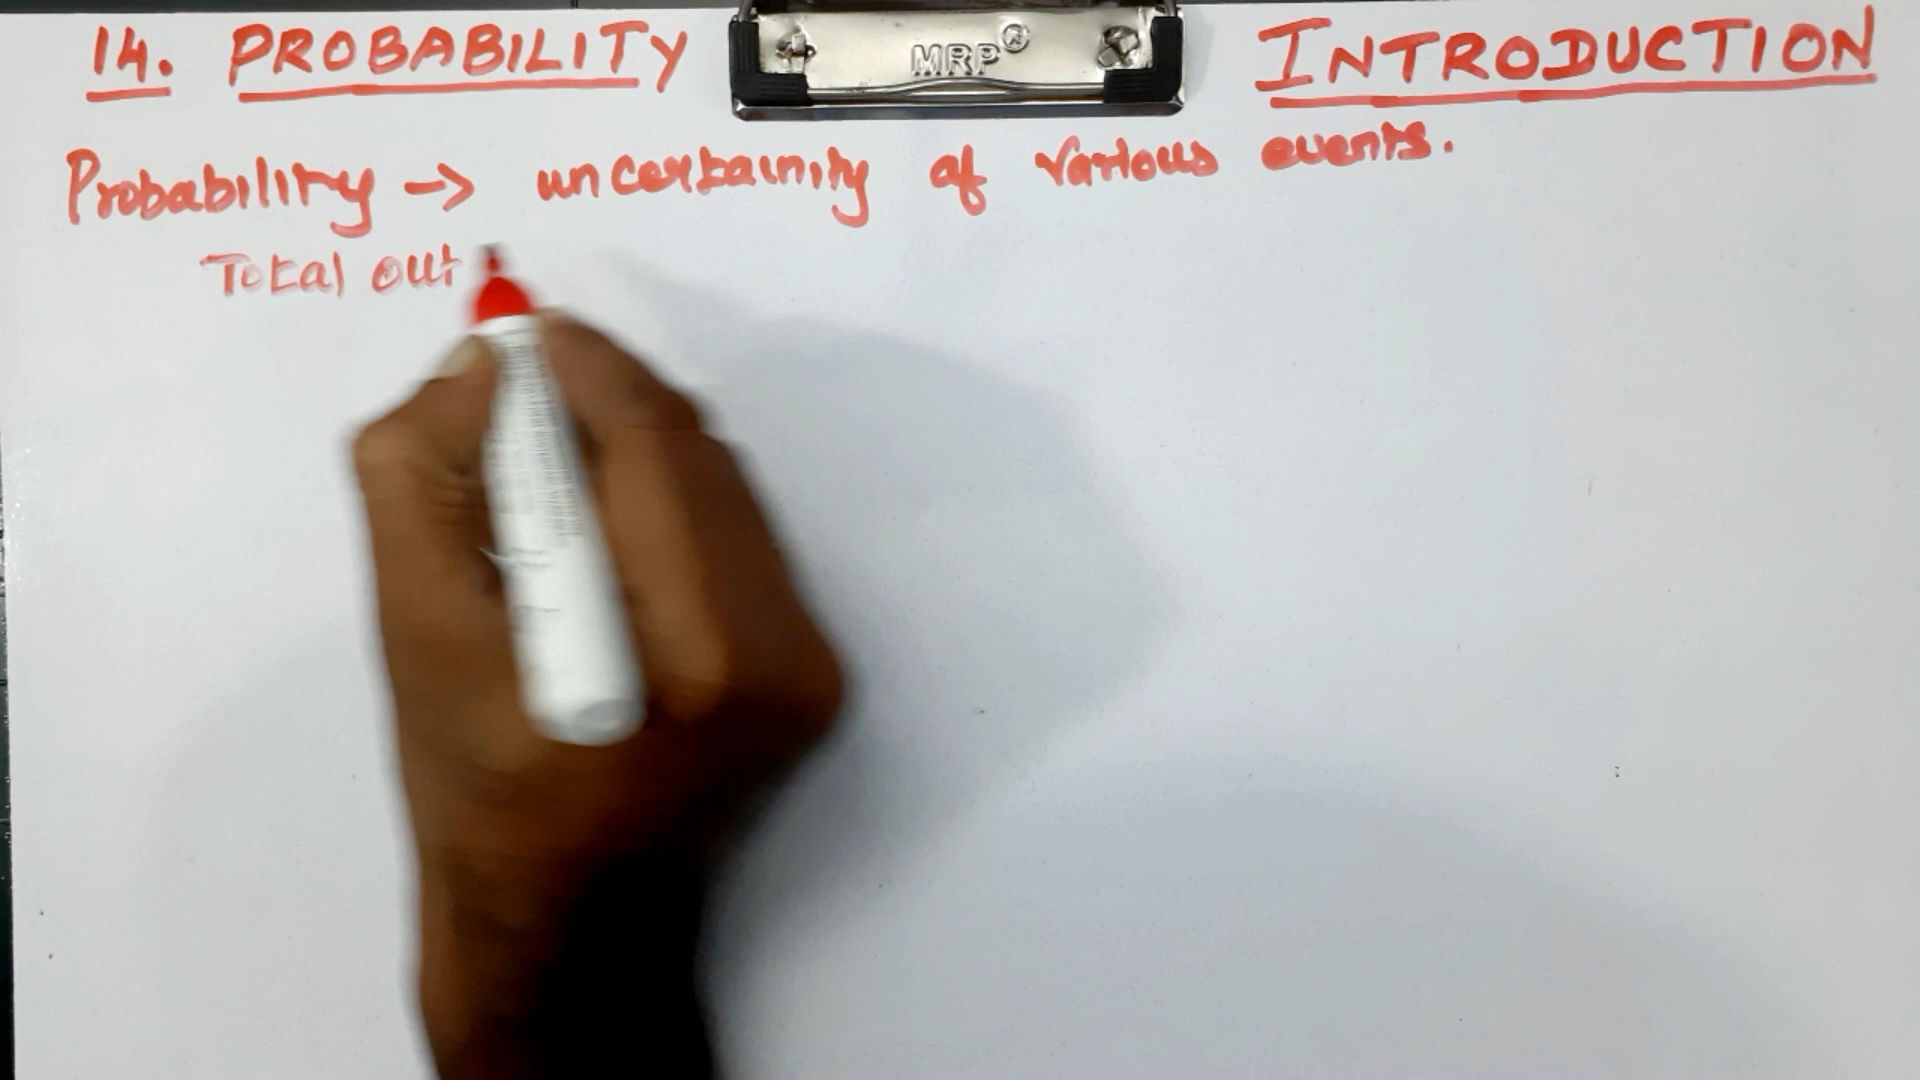 14. PROBABILITY MRP® INTRODUCTION
Probability → uncertainity of various events.
Total out